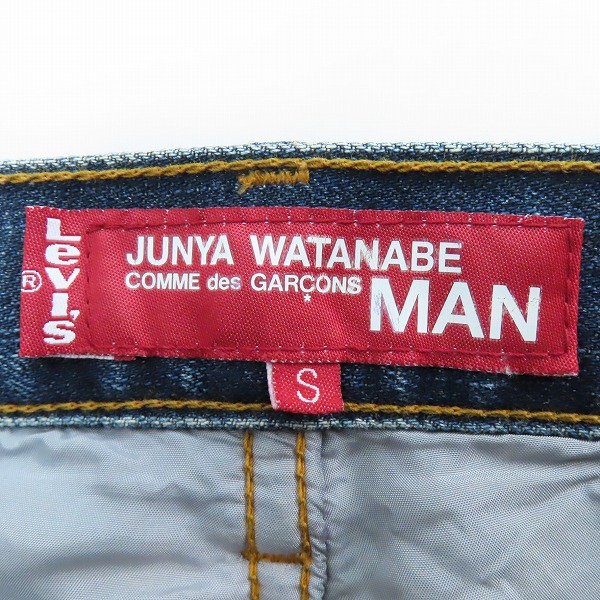 Levi's
®
JUNYA WATANABE
COMME des GARÇONS
*
MAN
S